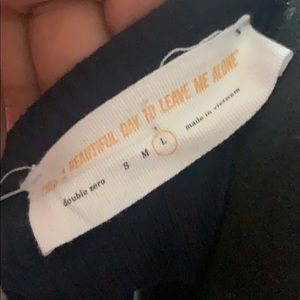 A BEAUTIFUL DAY TO LEAVE ME ALONE"
double zero S M L made in vietnam